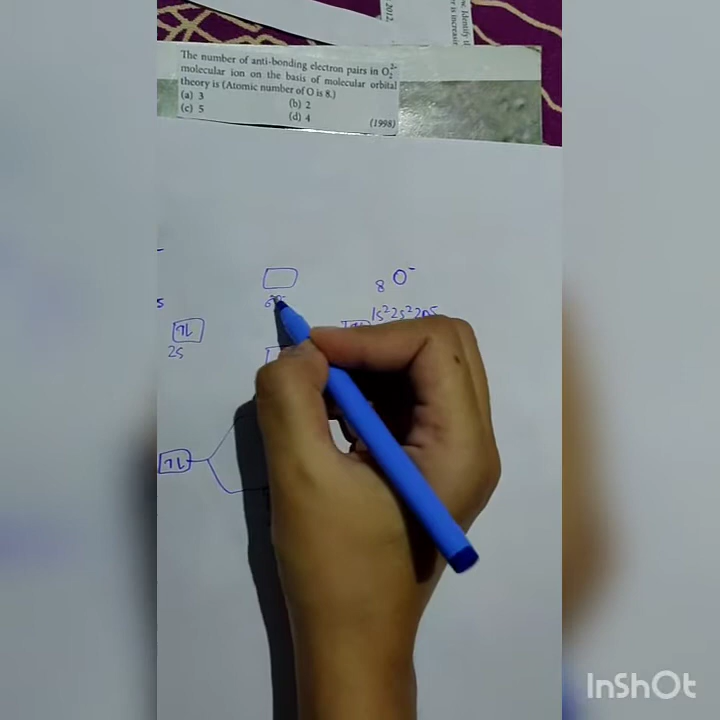 The number of anti-bonding electron pairs in O₂²⁻
molecular ion on the basis of molecular orbital
theory is (Atomic number of O is 8.)
(a) 3
(b) 2
(c) 5
(d) 4
(1998)
2012,
₈O⁻
1s²2s²2p⁵
2s